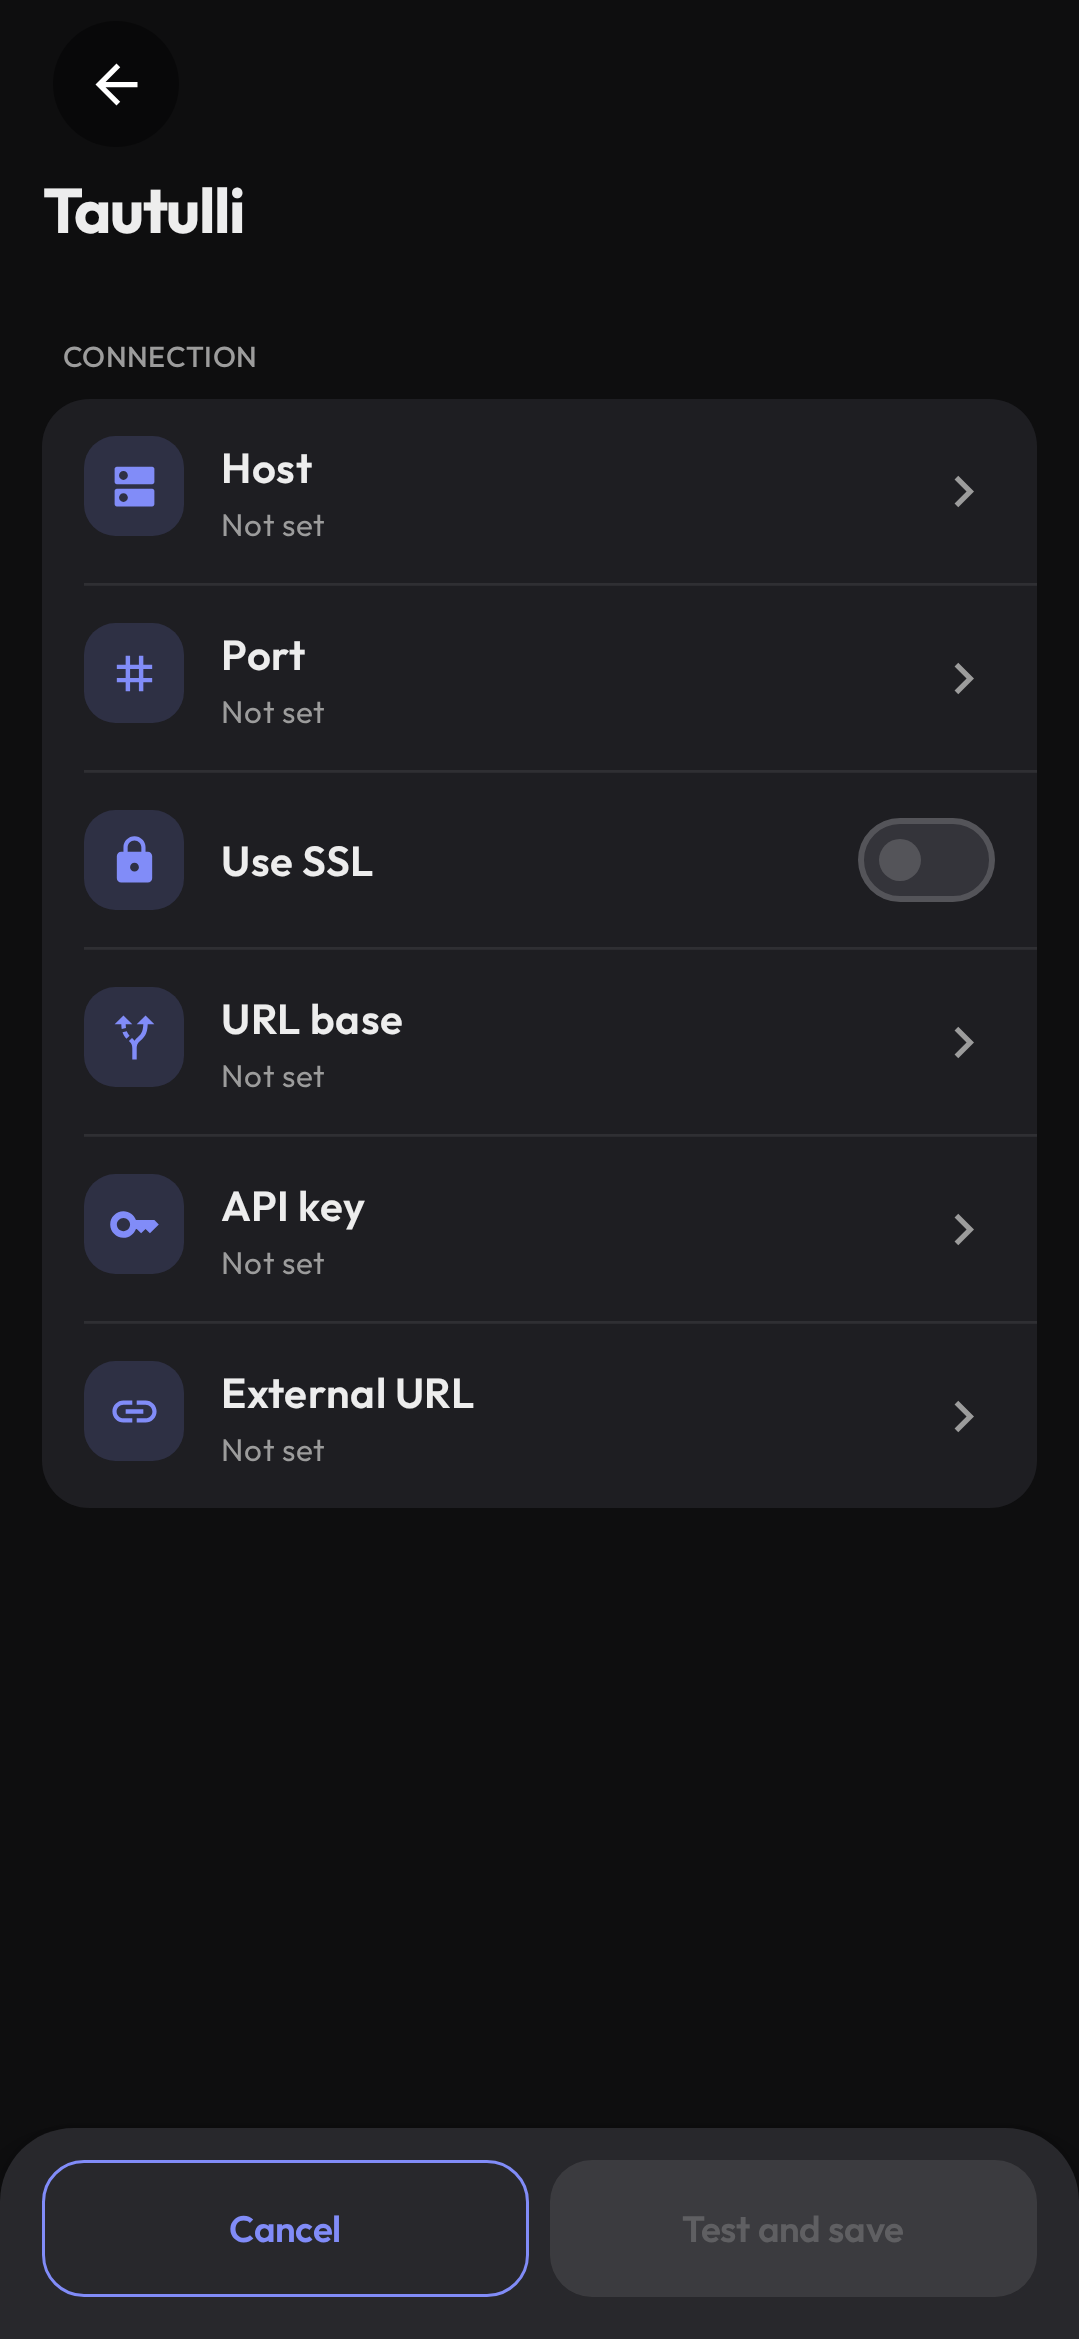 Tautulli
CONNECTION
Host
Not set
Port
Not set
Use SSL
URL base
Not set
API key
Not set
External URL
Not set
Cancel
Test and save